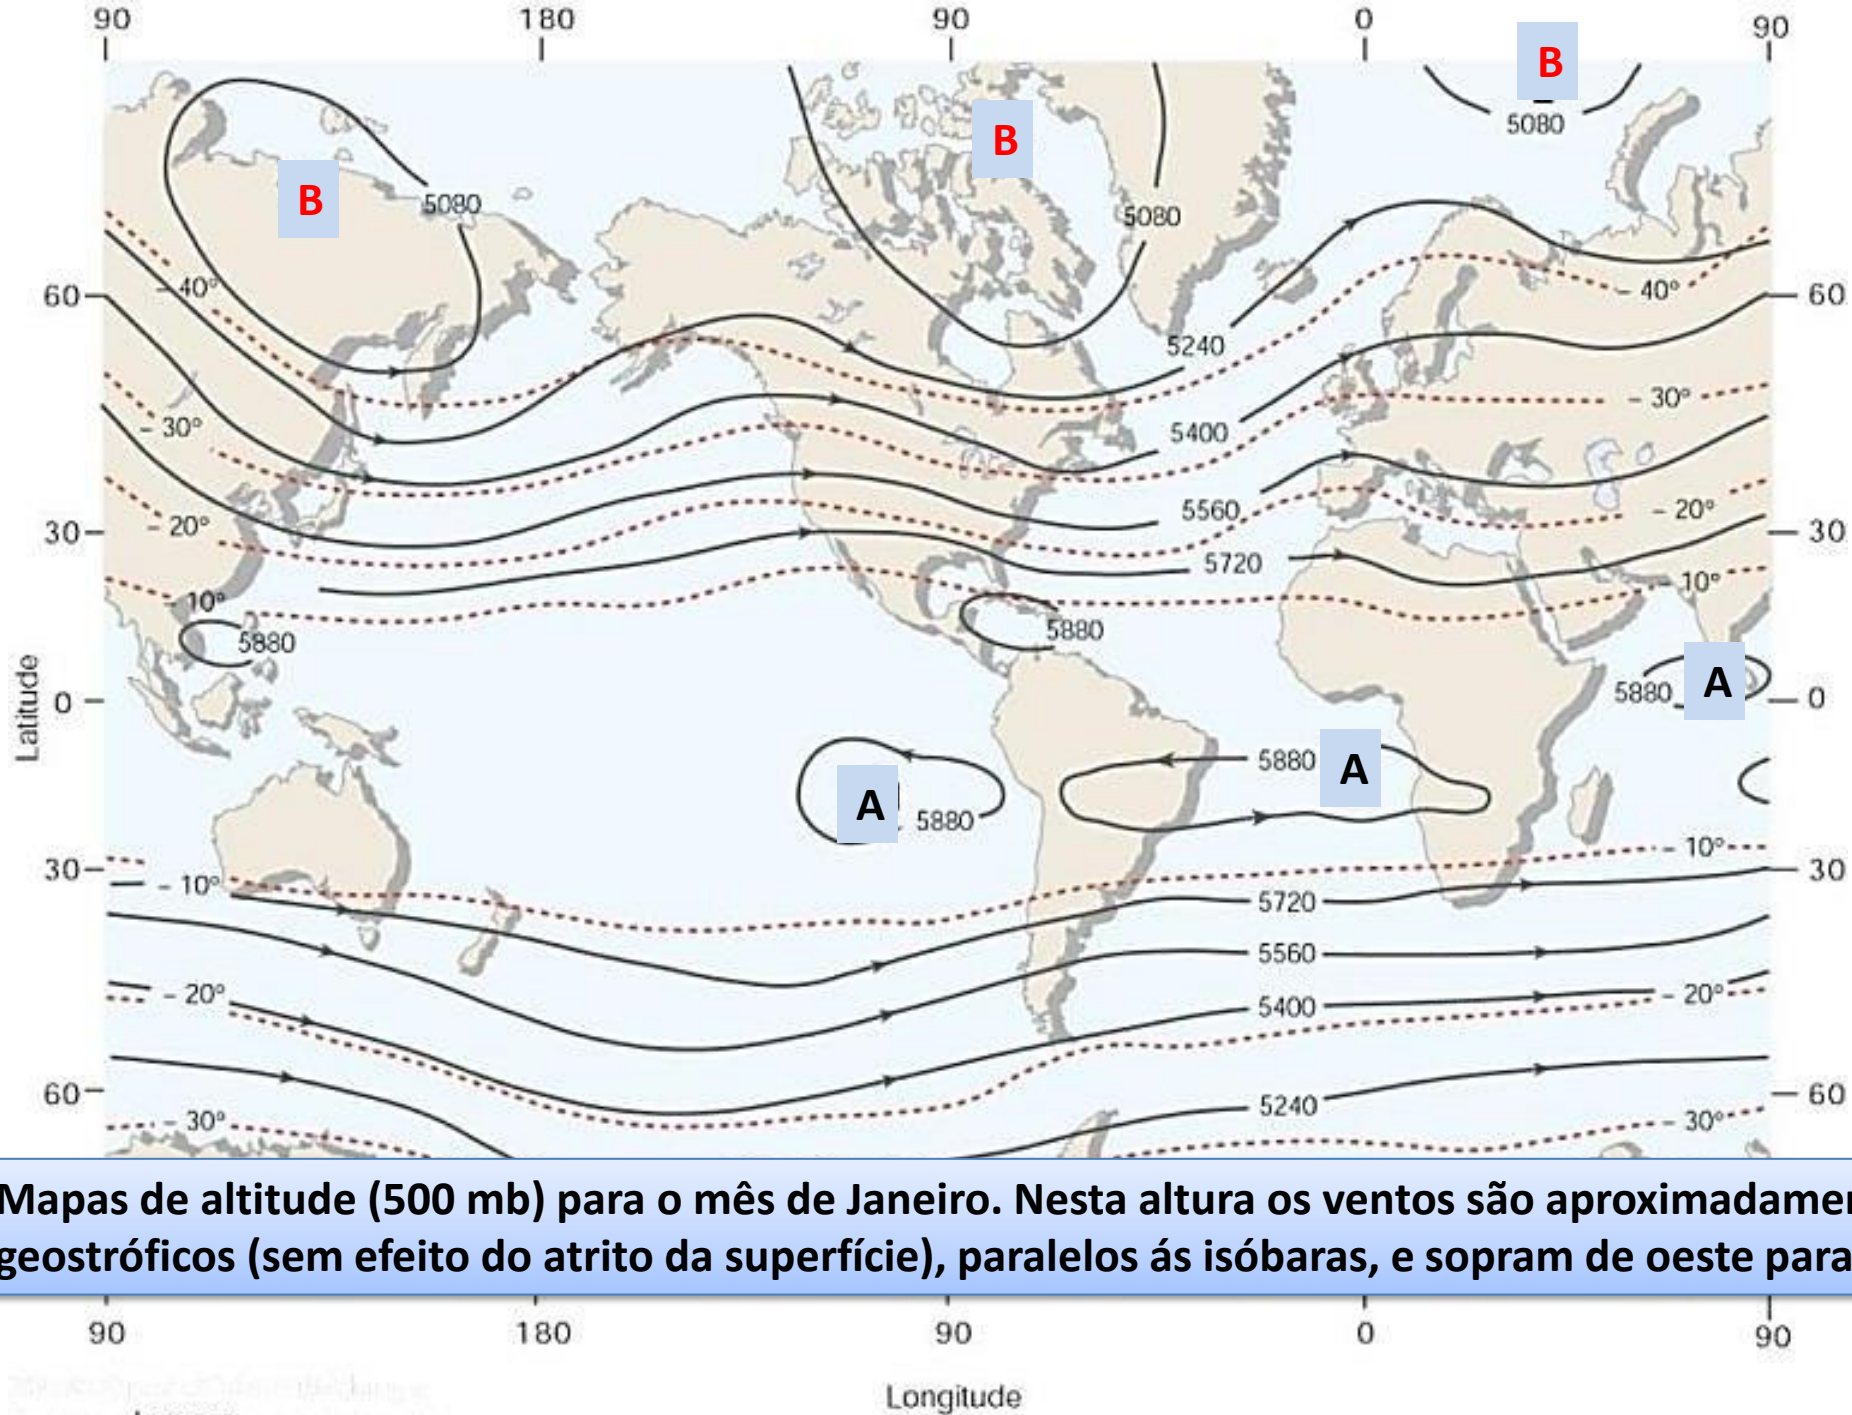 90 180 90 0 90
B
B
B
5080
5080
5080
60 60
- 40° - 40°
5240
- 30° - 30°
5400
- 20° - 20°
5560
30 30
5720
- 10° - 10°
5880
5880
5880
A
Latitude
0 0
5880
A
A
5880
- 10°
30 30
- 10°
5720
5560
- 20° - 20°
5400
60 60
5240
- 30° - 30°
Mapas de altitude (500 mb) para o mês de Janeiro. Nesta altura os ventos são
geostróficos (sem efeito do atrito da superfície), paralelos ás isóbaras, e sopram de oeste para
90 180 90 0 90
Longitude